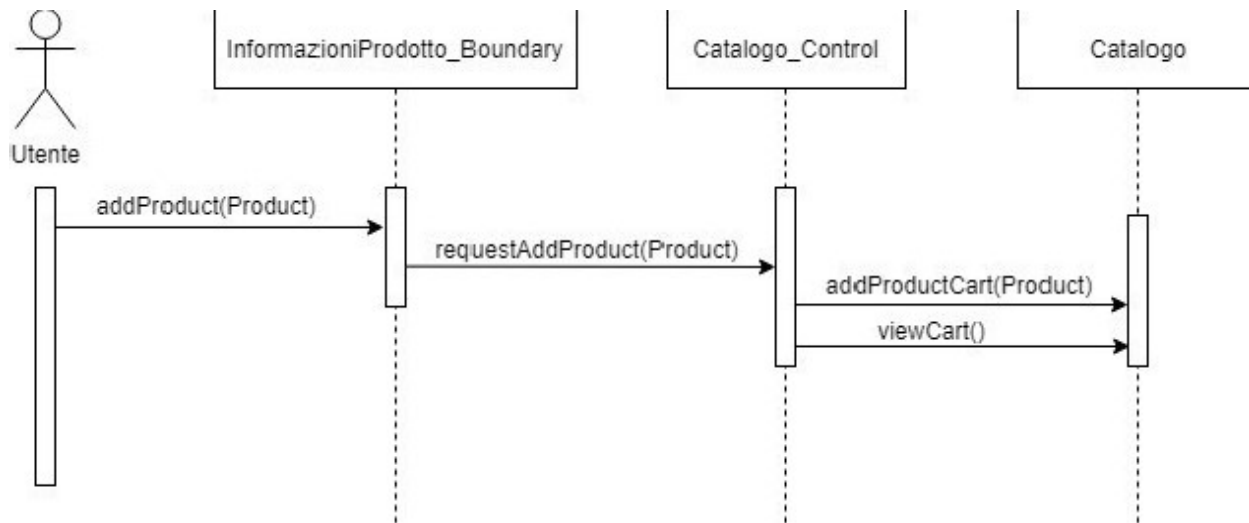 InformazioniProdotto_Boundary
Catalogo_Control
Catalogo
Utente
addProduct(Product)
requestAddProduct(Product)
addProductCart(Product)
viewCart()